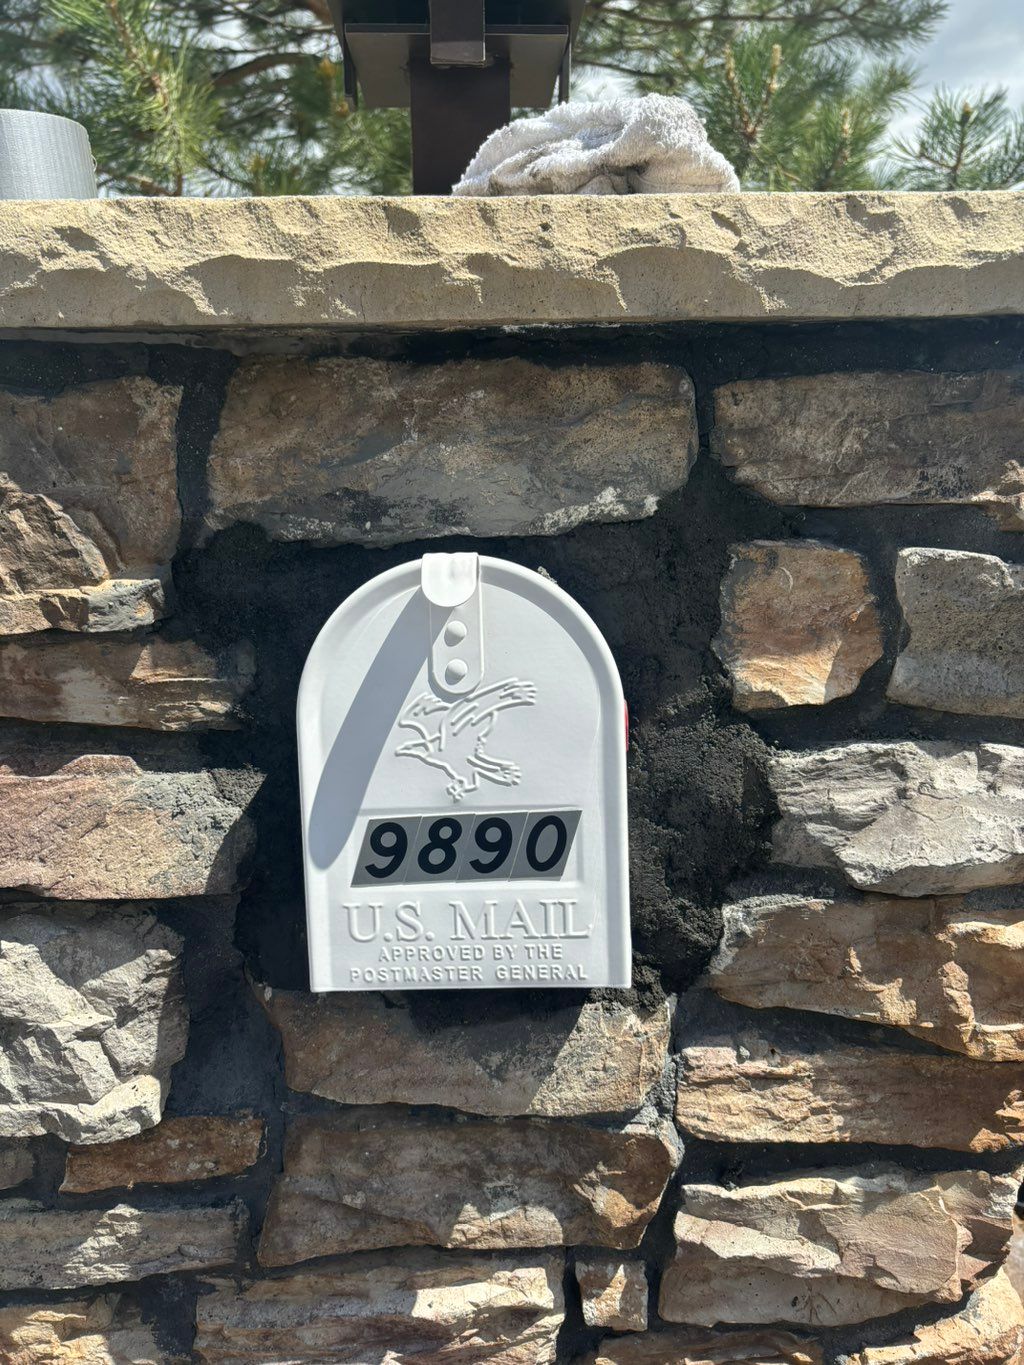 9890
U.S. MAIL
APPROVED BY THE
POSTMASTER GENERAL